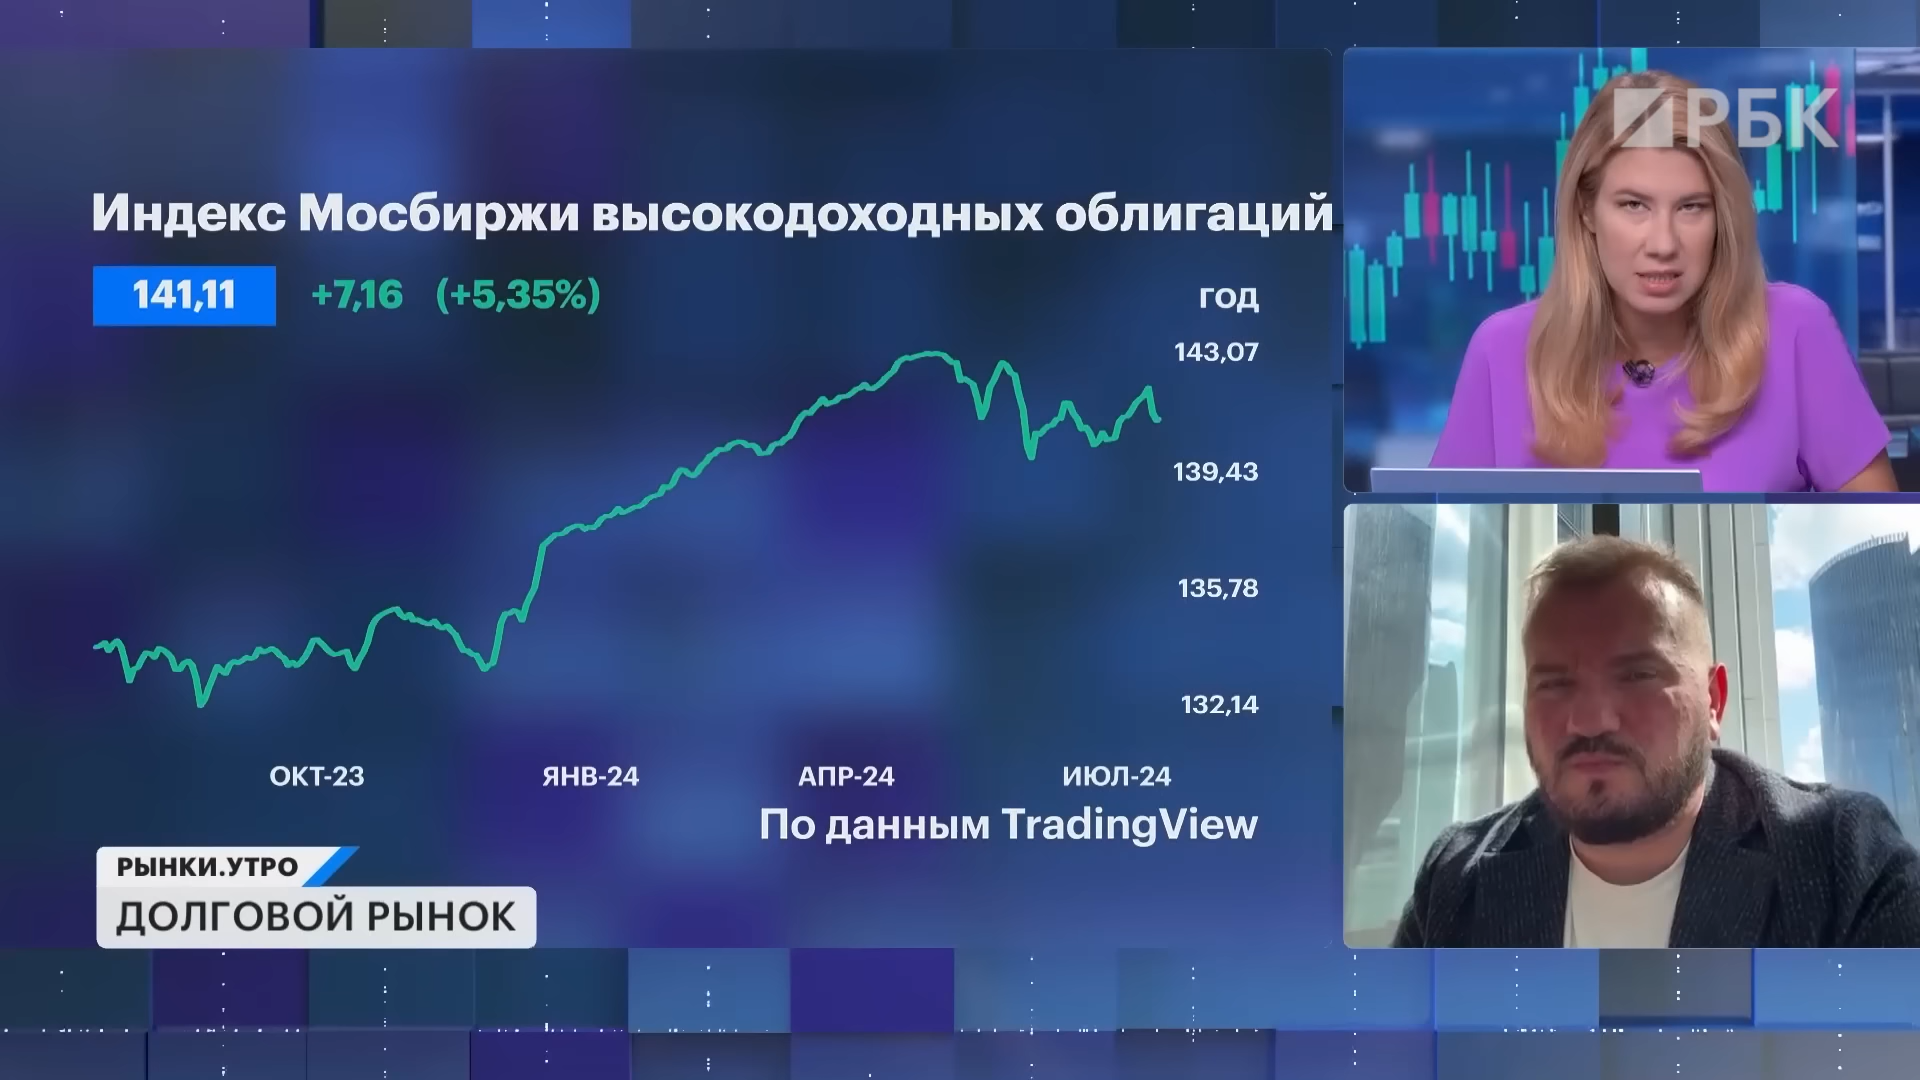 Индекс Мосбиржи высокодоходных облигаций
141,11 +7,16 (+5,35%)
ГОД
143,07
139,43
135,78
132,14
ОКТ-23 ЯНВ-24 АПР-24 ИЮЛ-24
По данным TradingView
РЫНКИ.УТРО
ДОЛГОВОЙ РЫНОК
РБК